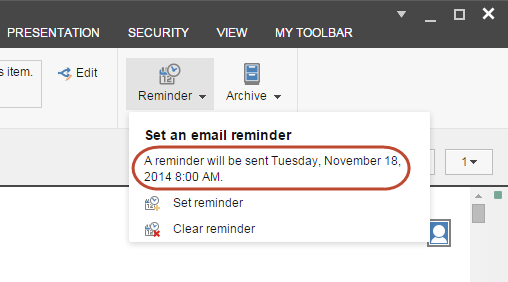 PRESENTATION SECURITY VIEW MY TOOLBAR
s item.
Edit
Reminder
Archive
Set an email reminder
A reminder will be sent Tuesday, November 18,
2014 8:00 AM.
1
Set reminder
Clear reminder